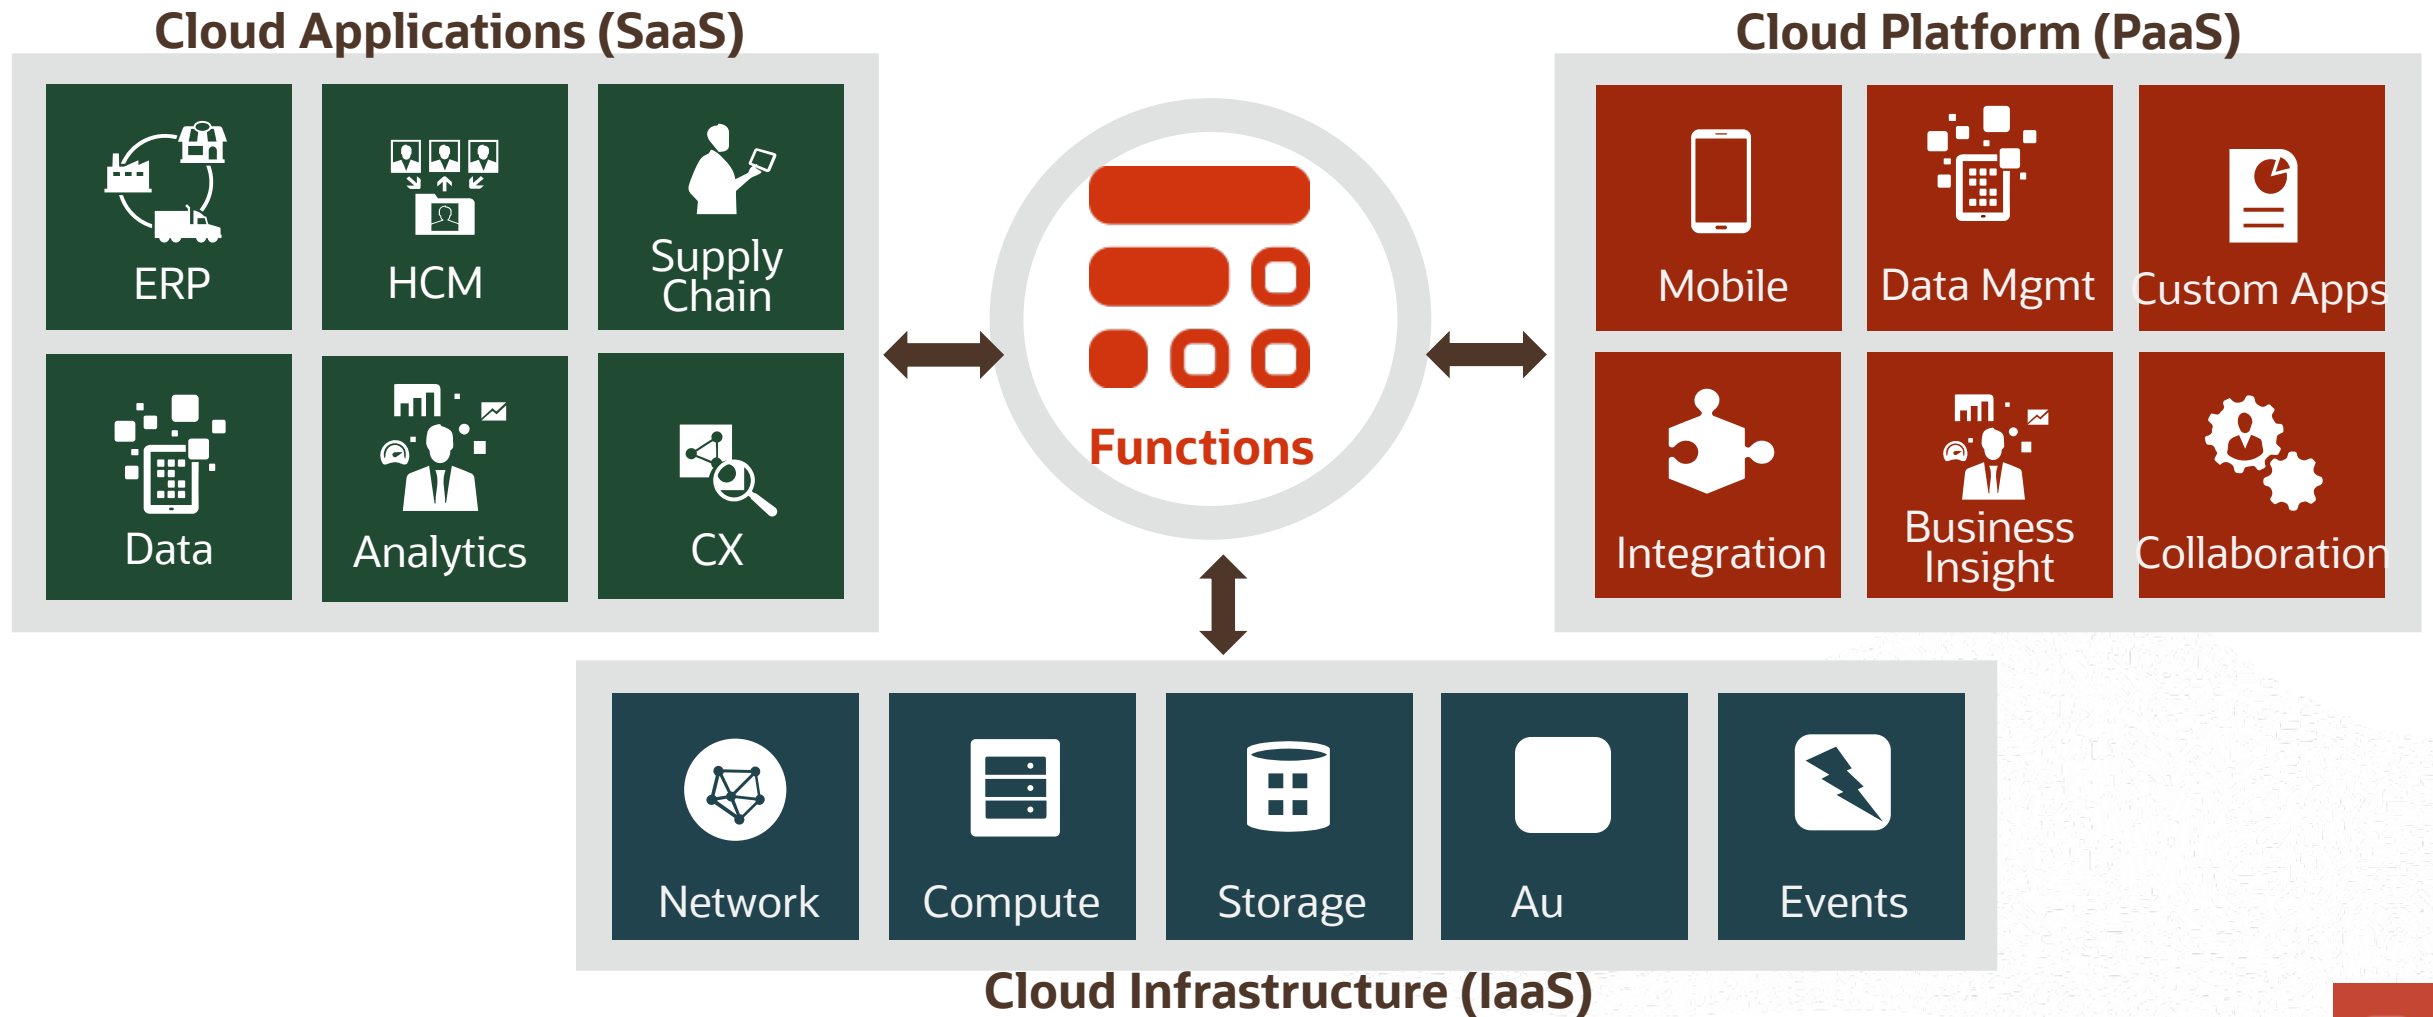 Cloud Applications (SaaS)
ERP
HCM
Supply
Chain
Data
Analytics
CX
Functions
Cloud Platform (PaaS)
Mobile
Data Mgmt
Custom Apps
Integration
Business
Insight
Collaboration
Network
Compute
Storage
Au
Events
Cloud Infrastructure (IaaS)